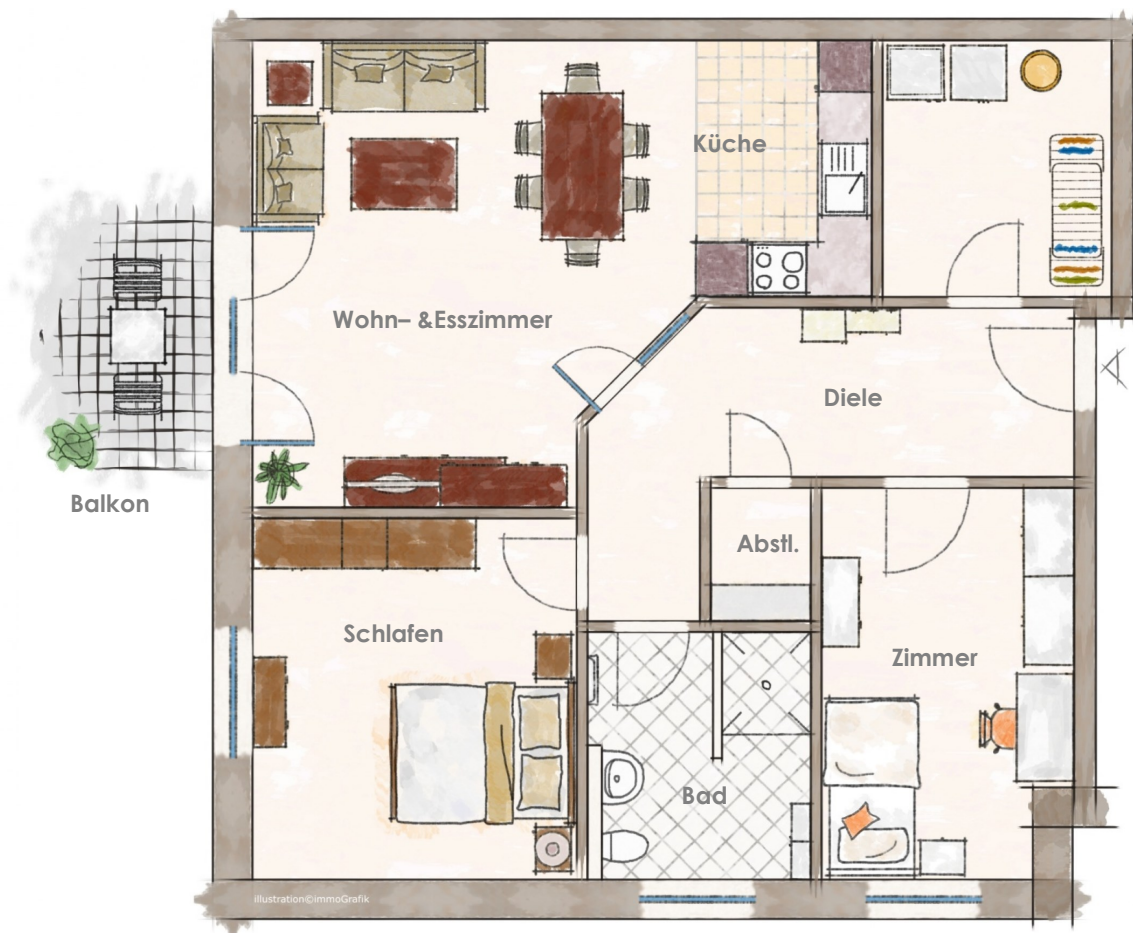 Küche
Wohn– &Esszimmer
Diele
Balkon
Abstl.
Schlafen
Zimmer
Bad
illustration©immoGrafik